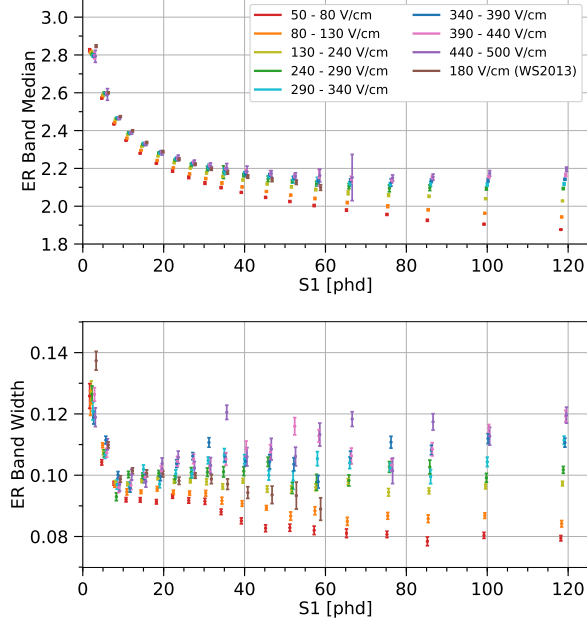 3.0
2.8
2.6
2.4
2.2
2.0
1.8
ER Band Median
50 - 80 V/cm
80 - 130 V/cm
130 - 240 V/cm
240 - 290 V/cm
290 - 340 V/cm
340 - 390 V/cm
390 - 440 V/cm
440 - 500 V/cm
180 V/cm (WS2013)
0 20 40 60 80 100 120
S1 [phd]
0.14
0.12
0.10
0.08
ER Band Width
0 20 40 60 80 100 120
S1 [phd]